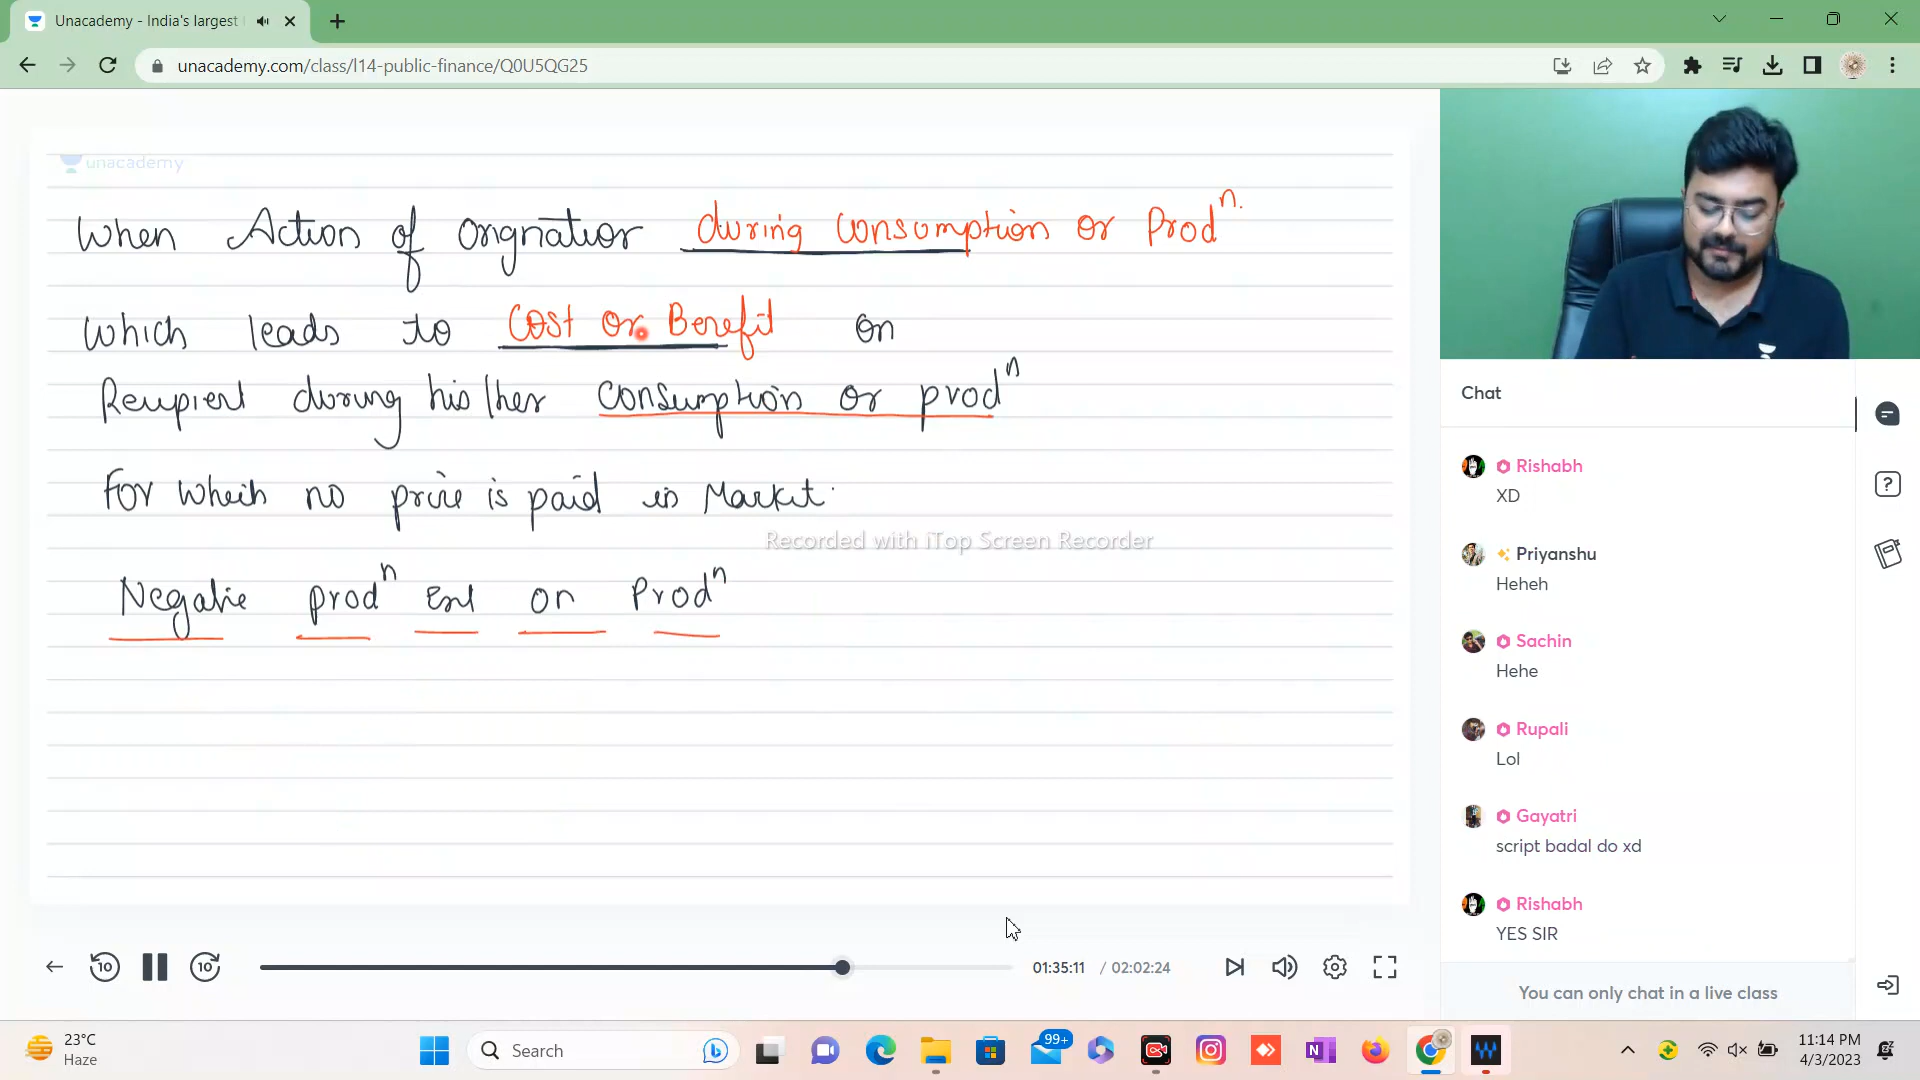 Unacademy - India's largest
unacademy.com/class/l14-public-finance/Q0U5QG25
unacademy
When Action of Orgnatior during Consumption or Prodⁿ.
Which leads to Cost or Benefit on
Recipient during his/her Consumption or prodⁿ
For which no price is paid in Market.
Negative prodⁿ Ext on Prodⁿ
Recorded with iTop Screen Recorder
10
10
01:35:11 / 02:02:24
Chat
Rishabh
XD
Priyanshu
Heheh
Sachin
Hehe
Rupali
Lol
Gayatri
script badal do xd
Rishabh
YES SIR
You can only chat in a live class
23°C
Haze
Search
99+
11:14 PM
4/3/2023